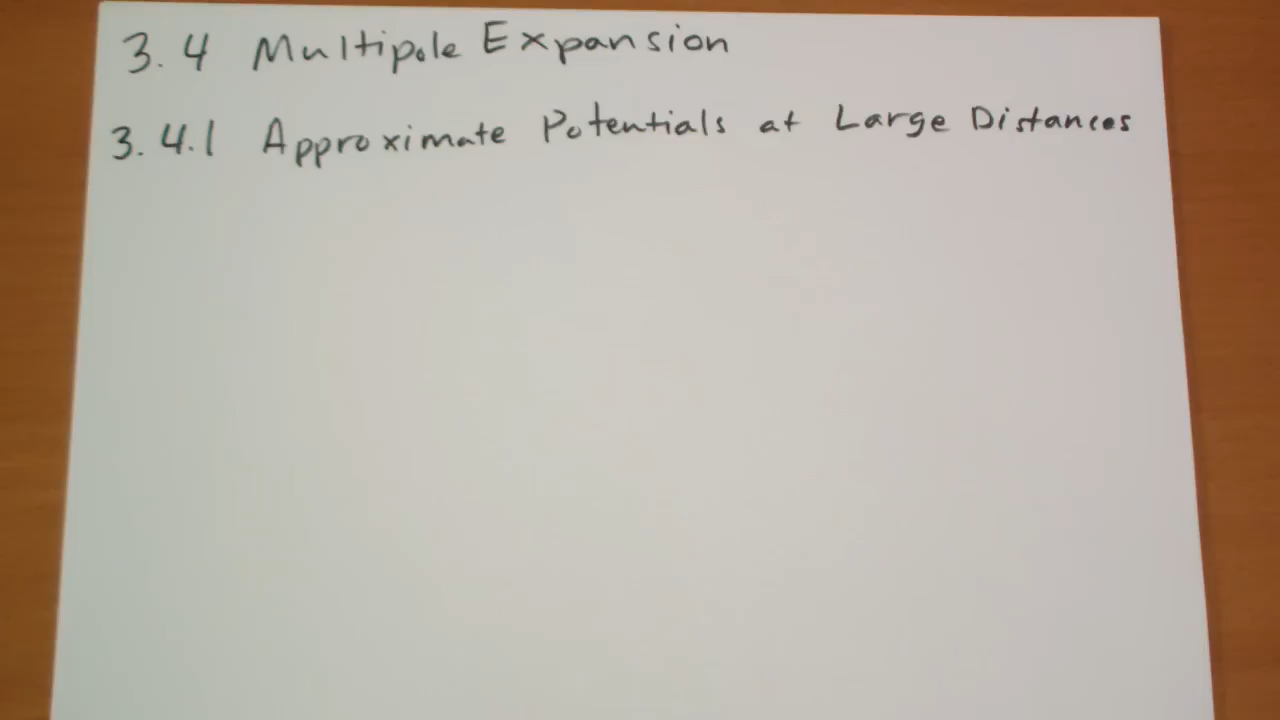 3.4 Multipole Expansion
3.4.1 Approximate Potentials at Large Distances